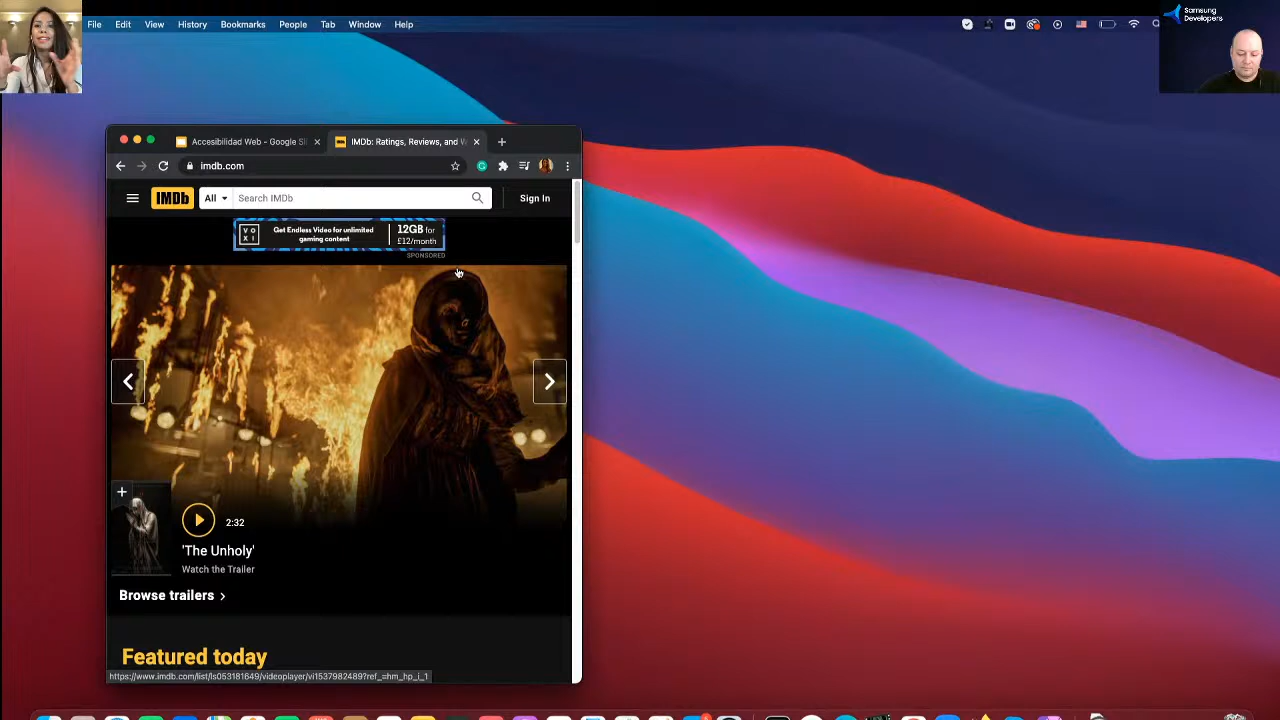 File Edit View History Bookmarks People Tab Window Help
Samsung
Developers
Accesibilidad Web - Google Sl
IMDb: Ratings, Reviews, and W
imdb.com
IMDb All Search IMDb Sign In
VOXI
Get Endless Video for unlimited
gaming content
12GB for
£12/month
SPONSORED
2:32
'The Unholy'
Watch the Trailer
Browse trailers
Featured today
https://www.imdb.com/list/ls053181649/videoplayer/vi1537982489?ref_=hm_hp_i_1